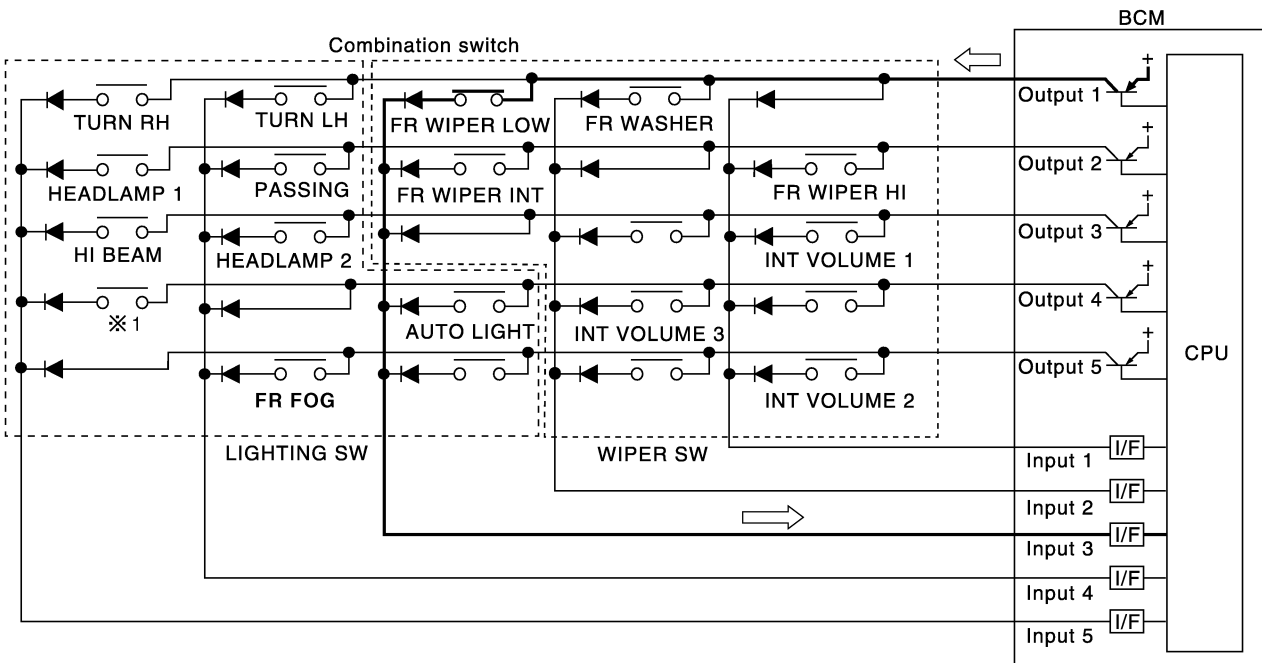 BCM
Combination switch
+
Output 1
TURN RH
TURN LH
FR WIPER LOW
FR WASHER
+
Output 2
HEADLAMP 1
PASSING
FR WIPER INT
FR WIPER HI
+
Output 3
HI BEAM
HEADLAMP 2
INT VOLUME 1
+
Output 4
※1
AUTO LIGHT
INT VOLUME 3
+
Output 5
CPU
FR FOG
INT VOLUME 2
LIGHTING SW
WIPER SW
Input 1
I/F
Input 2
I/F
Input 3
I/F
Input 4
I/F
Input 5
I/F